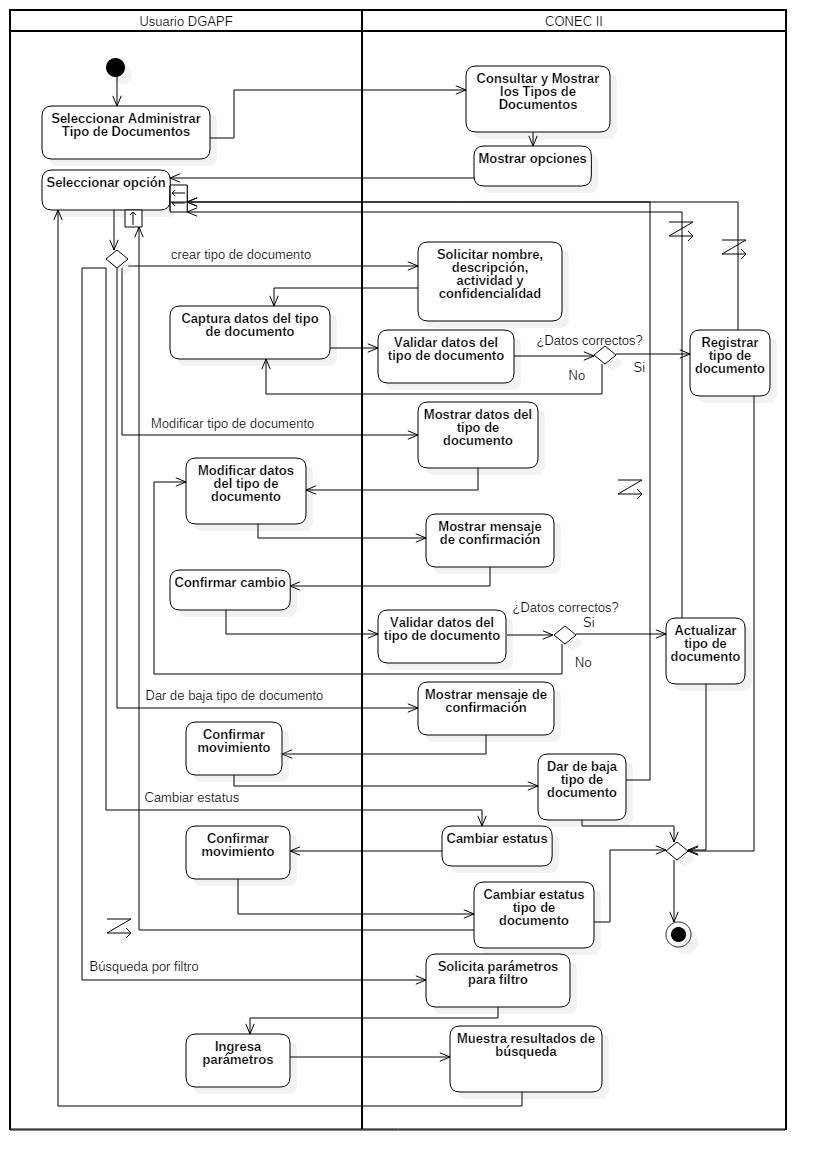 Usuario DGAPF
CONEC II
Consultar y Mostrar
los Tipos de
Documentos
Seleccionar Administrar
Tipo de Documentos
Mostrar opciones
Seleccionar opción
crear tipo de documento
Solicitar nombre,
descripción,
actividad y
confidencialidad
Captura datos del tipo
de documento
Validar datos del
tipo de documento
¿Datos correctos?
No
Si
Registrar
tipo de
documento
Modificar tipo de documento
Mostrar datos del
tipo de
documento
Modificar datos
del tipo de
documento
Mostrar mensaje
de confirmación
Confirmar cambio
Validar datos del
tipo de documento
¿Datos correctos?
Si
No
Actualizar
tipo de
documento
Dar de baja tipo de documento
Mostrar mensaje de
confirmación
Confirmar
movimiento
Dar de baja
tipo de
documento
Cambiar estatus
Confirmar
movimiento
Cambiar estatus
Cambiar estatus
tipo de
documento
Búsqueda por filtro
Solicita parámetros
para filtro
Ingresa
parámetros
Muestra resultados de
búsqueda